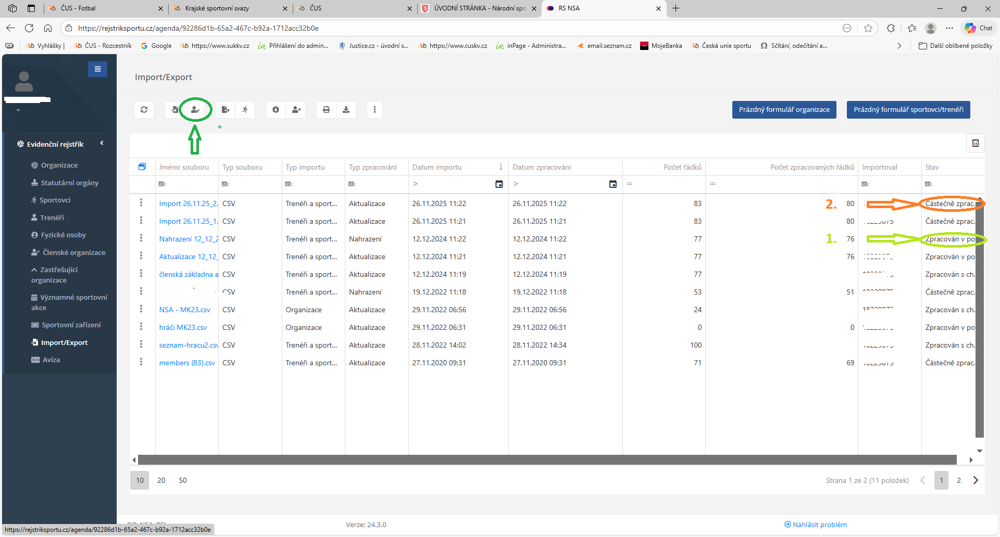 ČUS - Fotbal
Krajské sportovní svazy
ČUS
ÚVODNÍ STRÁNKA - Národní spo
RS NSA
https://rejstriksportu.cz/agenda/92286d1b-65a2-467c-b92a-1712acc32b0e
Chat
Vyhlášky |
ČUS - Rozcestník
Google
https://www.sukkv.cz
Přihlášení do admin...
Justice.cz - úvodní s...
https://www.cuskv.cz
inPage - Administra...
email.seznam.cz
MojeBanka
Česká unie sportu
Sčítání, odečítání a...
Další oblíbené položky
Import/Export
Prázdný formulář organizace
Prázdný formulář sportovci/trenéři
Evidenční rejstřík
Organizace
Statutární orgány
Sportovci
Trenéři
Fyzické osoby
Členské organizace
Zastřešující
organizace
Významné sportovní
akce
Sportovní zařízení
Import/Export
Avíza
xlsx
Jméno souboru Typ souboru Typ importu Typ zpracování Datum importu Datum zpracování Počet řádků Počet zpracovaných řádků Importoval Stav
abc abc abc abc > > = = abc abc
Import 26.11.25_2. CSV Trenéři a sport... Aktualizace 26.11.2025 11:22 26.11.2025 11:22 83 2. 80 Částečně zprac.
Import 26.11.25_1. CSV Trenéři a sport... Aktualizace 26.11.2025 11:21 26.11.2025 11:21 83 80 Částečně zprac.
Nahrazení 12_12_2 CSV Trenéři a sport... Nahrazení 12.12.2024 11:22 12.12.2024 11:22 77 1. 76 Zpracován v po
Aktualizace 12_12_ CSV Trenéři a sport... Aktualizace 12.12.2024 11:21 12.12.2024 11:21 77 76 Zpracován v po
členská základna a CSV Trenéři a sport... Aktualizace 12.12.2024 11:19 12.12.2024 11:19 77 Zpracován s ch.
CSV Trenéři a sport... Nahrazení 19.12.2022 11:18 19.12.2022 11:18 53 51 Částečně zprac.
NSA - MK23.csv CSV Organizace Aktualizace 29.11.2022 06:56 29.11.2022 06:56 24 Zpracován s ch.
hráči MK23.csv CSV Organizace Aktualizace 29.11.2022 06:31 29.11.2022 06:31 0 0 Zpracován v po
seznam-hracu2.csv CSV Trenéři a sport... Aktualizace 28.11.2022 14:02 28.11.2022 14:34 100 Zpracován s ch.
members (83).csv CSV Trenéři a sport... Aktualizace 27.11.2020 09:31 27.11.2020 09:31 71 69 Částečně zprac.
10 20 50
Strana 1 ze 2 (11 položek) 1 2
Verze: 24.3.0
Nahlásit problém
https://rejstriksportu.cz/agenda/92286d1b-65a2-467c-b92a-1712acc32b0e